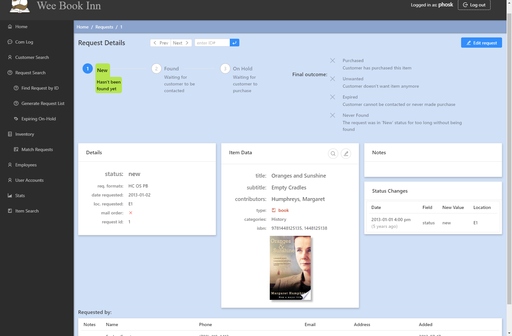 Wee Book Inn
Logged in as phosk
Log out
Home
Com Log
Customer Search
Request Search
Find Request by ID
Generate Request List
Expiring On-Hold
Inventory
Match Requests
Employees
User Accounts
Stats
Item Search
Home / Requests / 1
Request Details
< Prev - Next >
enter ID#
Edit request
1
New
Hasn't been found yet
2
Found
Waiting for customer to be contacted
3
On Hold
Waiting for customer to purchase
Final outcome:
Purchased
Customer has purchased this item
Unwanted
Customer doesn't want item anymore
Expired
Customer cannot be contacted or never made purchase
Never Found
The request was in 'New' status for too long without being found
Details
status: new
req. formats: HC OS PB
date requested: 2013-01-02
loc. requested: E1
mail order: ×
request id: 1
Item Data
title: Oranges and Sunshine
subtitle: Empty Cradles
contributors: Humphreys, Margaret
type: book
categories: History
isbn: 9781448125135, 1448125138
Oranges
Margaret
Notes
Status Changes
Date Field New Value Location
2013-01-01 4:00 pm status new E1
Requested by:
Notes Name Phone Email Address Added